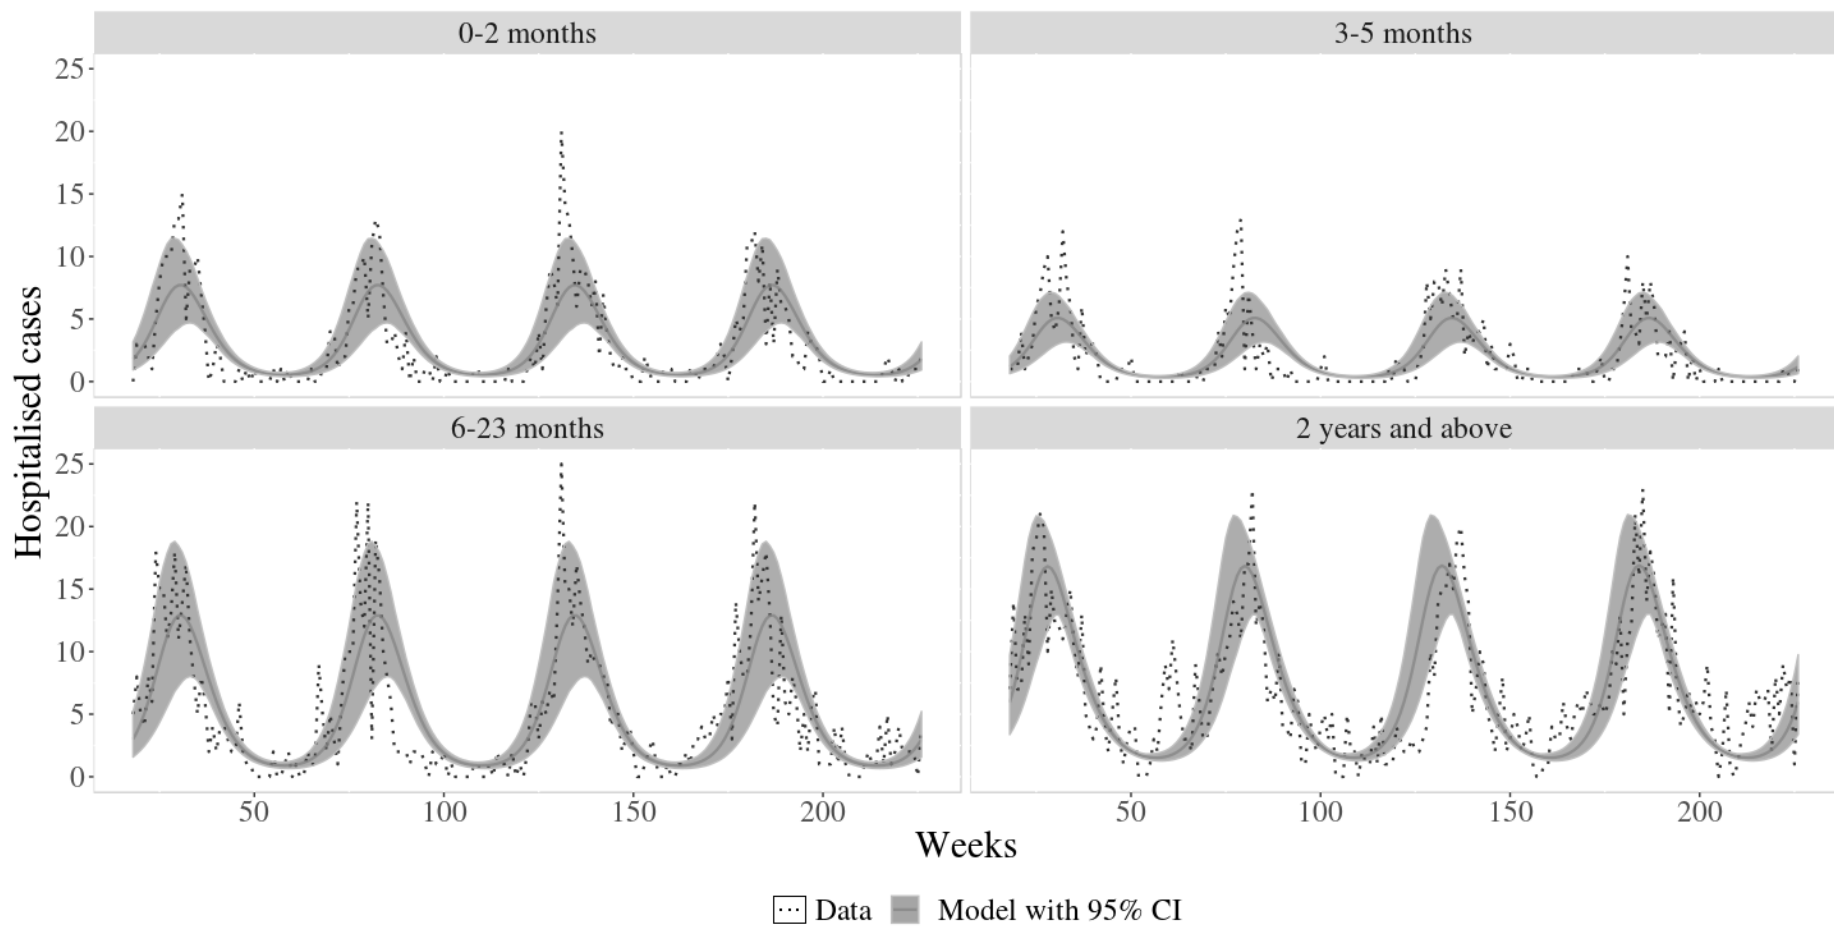 0-2 months
3-5 months
25
20
15
10
5
0
Hospitalised cases
6-23 months
2 years and above
25
20
15
10
5
0
50 100 150 200
50 100 150 200
Weeks
Data Model with 95% CI